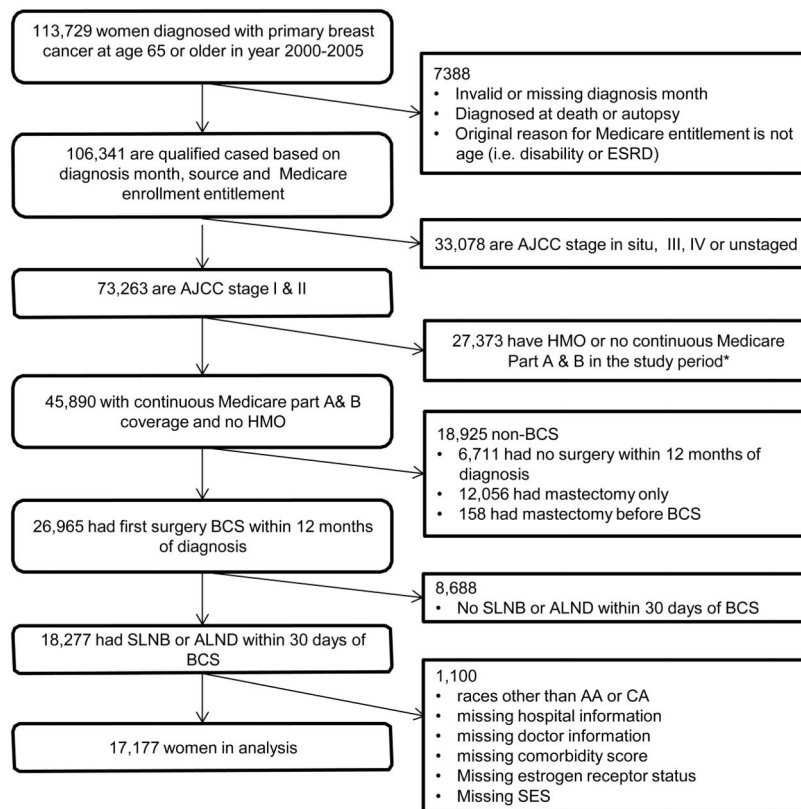 113,729 women diagnosed with primary breast
cancer at age 65 or older in year 2000-2005
7388
• Invalid or missing diagnosis month
• Diagnosed at death or autopsy
• Original reason for Medicare entitlement is not
age (i.e. disability or ESRD)
106,341 are qualified cased based on
diagnosis month, source and Medicare
enrollment entitlement
33,078 are AJCC stage in situ, III, IV or unstaged
73,263 are AJCC stage I & II
27,373 have HMO or no continuous Medicare
Part A & B in the study period*
45,890 with continuous Medicare part A& B
coverage and no HMO
18,925 non-BCS
• 6,711 had no surgery within 12 months of
diagnosis
• 12,056 had mastectomy only
• 158 had mastectomy before BCS
26,965 had first surgery BCS within 12 months
of diagnosis
8,688
• No SLNB or ALND within 30 days of BCS
18,277 had SLNB or ALND within 30 days of
BCS
1,100
• races other than AA or CA
• missing hospital information
• missing doctor information
• missing comorbidity score
• Missing estrogen receptor status
• Missing SES
17,177 women in analysis